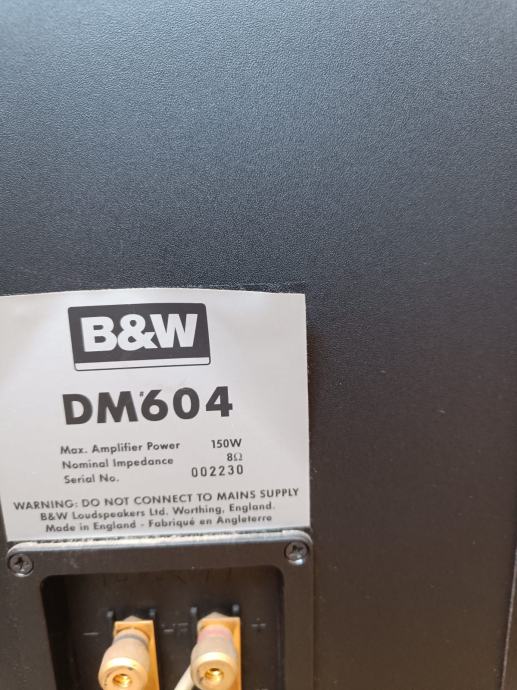 B&W
DM604
Max. Amplifier Power 150W
Nominal Impedance 8Ω
Serial No. 002230
WARNING: DO NOT CONNECT TO MAINS SUPPLY
B&W Loudspeakers Ltd. Worthing, England.
Made in England - Fabriqué en Angleterre
- HF +